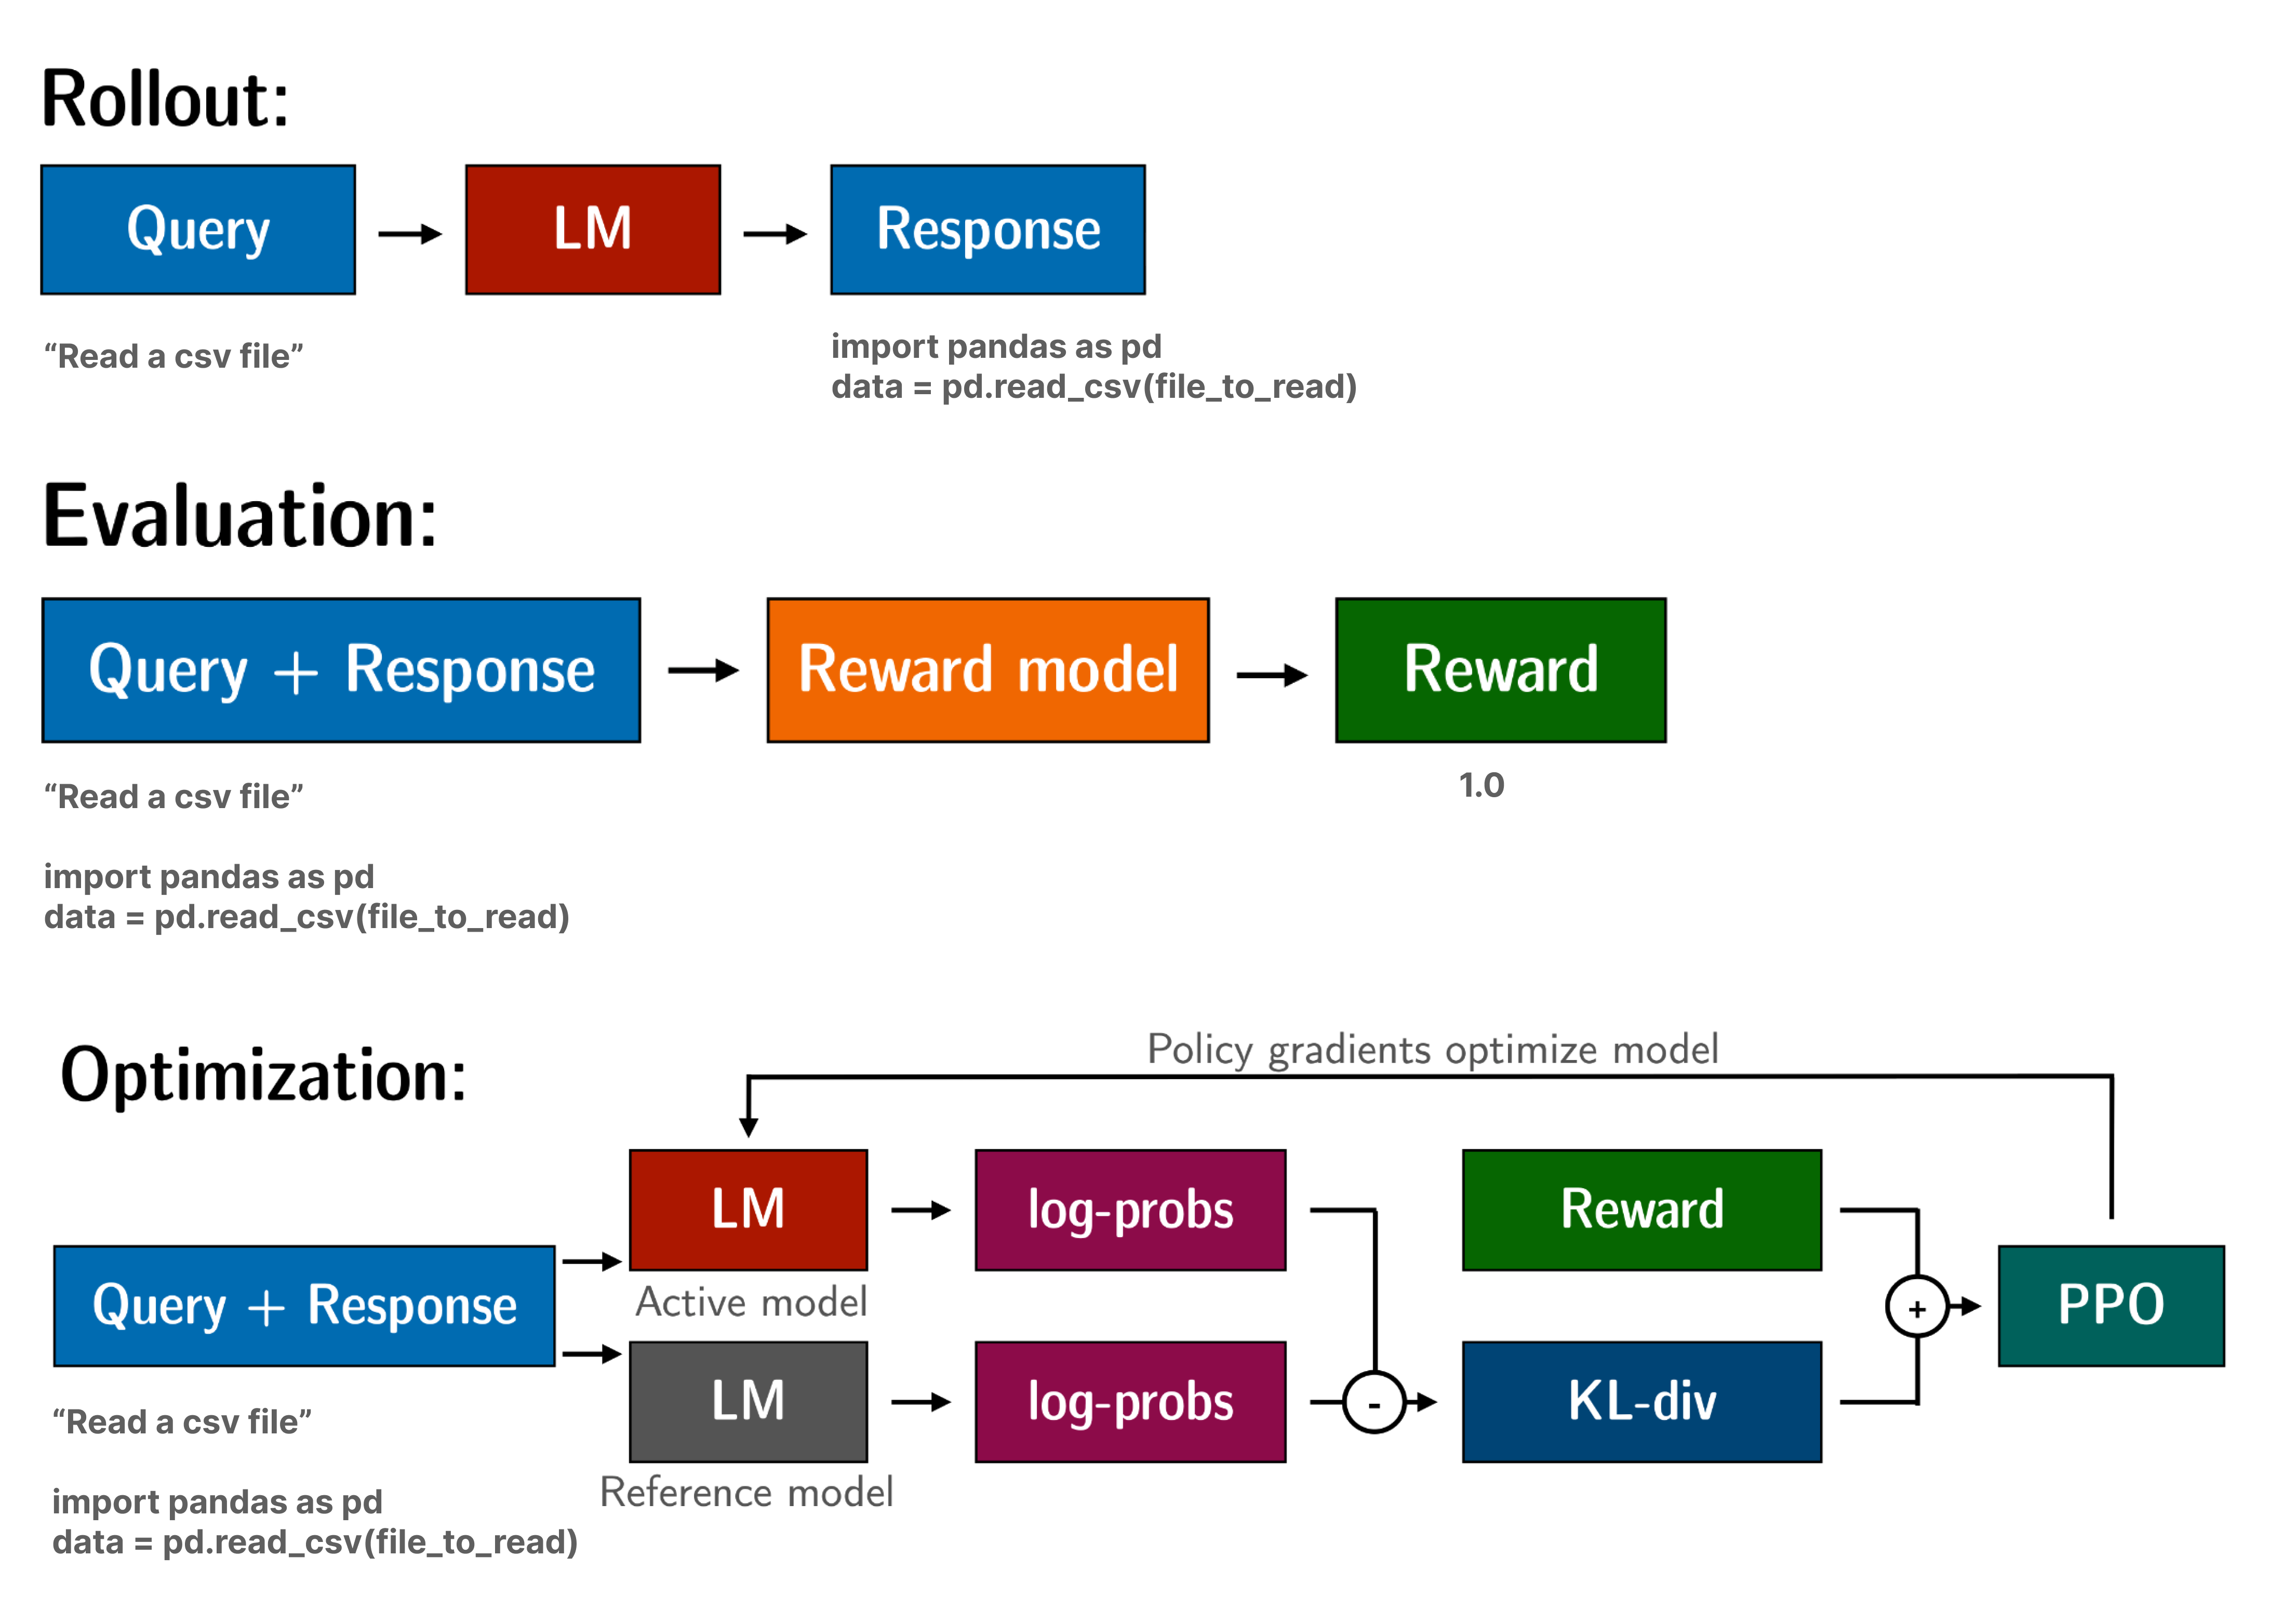 Rollout:
Query
LM
Response
“Read a csv file”
import pandas as pd
data = pd.read_csv(file_to_read)
Evaluation:
Query + Response
Reward model
Reward
“Read a csv file”
1.0
import pandas as pd
data = pd.read_csv(file_to_read)
Optimization:
Policy gradients optimize model
LM
log-probs
Reward
Active model
Query + Response
+
PPO
LM
log-probs
-
KL-div
Reference model
“Read a csv file”
import pandas as pd
data = pd.read_csv(file_to_read)